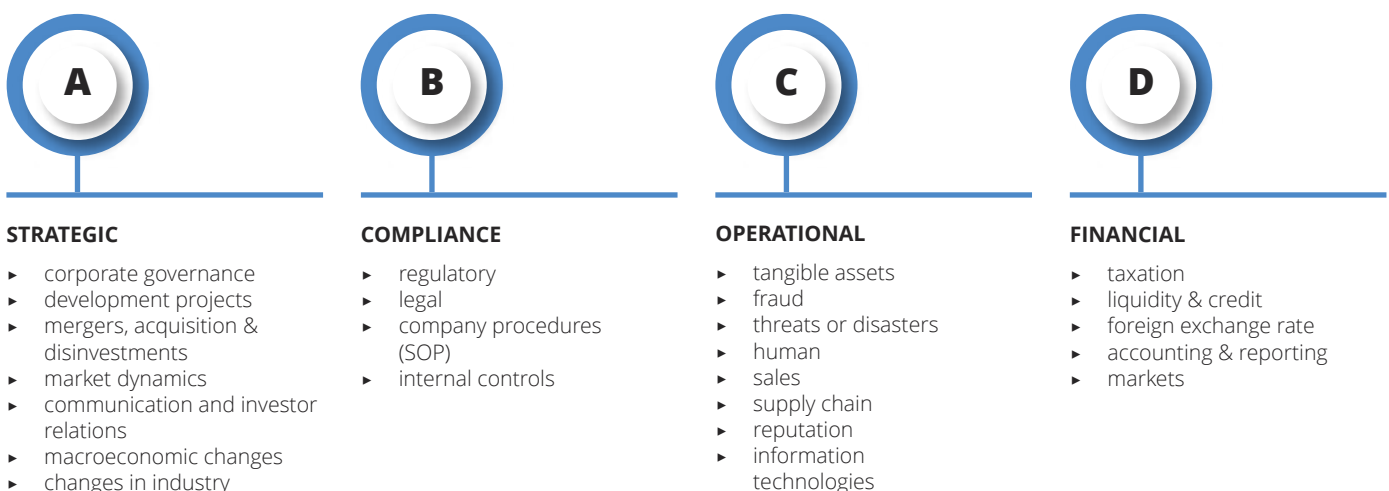 A
B
C
D
STRATEGIC
► corporate governance
► development projects
► mergers, acquisition &
disinvestments
► market dynamics
► communication and investor
relations
► macroeconomic changes
► changes in industry
COMPLIANCE
► regulatory
► legal
► company procedures
(SOP)
► internal controls
OPERATIONAL
► tangible assets
► fraud
► threats or disasters
► human
► sales
► supply chain
► reputation
► information
technologies
FINANCIAL
► taxation
► liquidity & credit
► foreign exchange rate
► accounting & reporting
► markets